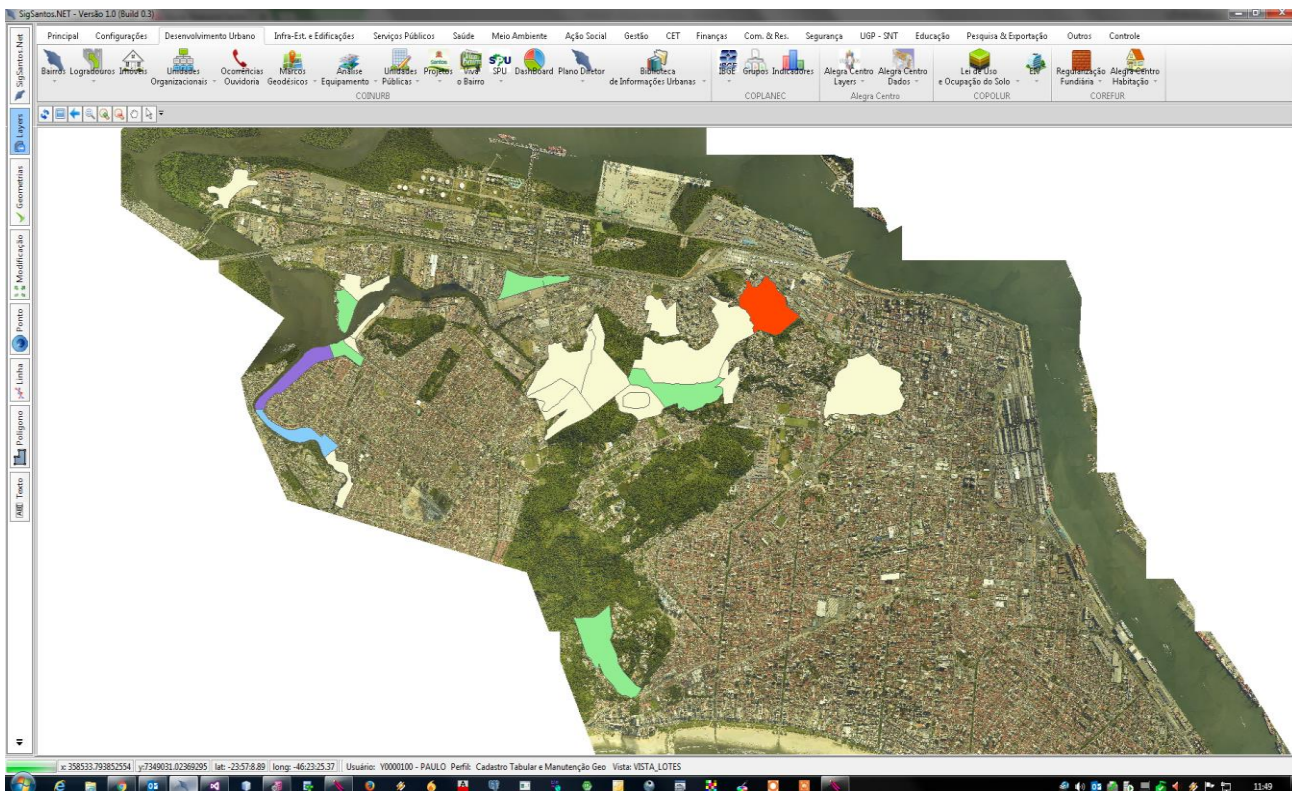 SigSantos.NET - Versão 1.0 (Build 0.3)
Principal Configurações Desenvolvimento Urbano Infra-Est. e Edificações Serviços Públicos Saúde Meio Ambiente Ação Social Gestão CET Finanças Com. & Res. Segurança UGP - SNT Educação Pesquisa & Exportação Outros Controle
Bairros Logradouros Imóveis Unidades Organizacionais Ocorrências Ouvidoria Marcos Geodésicos Análise Equipamento Unidades Públicas Projetos Viva o Bairro SPU DashBoard Plano Diretor Biblioteca de Informações Urbanas IBGE Grupos Indicadores Alegra Centro Layers Alegra Centro Dados Lei de Uso e Ocupação do Solo EIV Regularização Fundiária Alegra Centro Habitação
COINURB COPLANEC Alegra Centro COPOLUR COREFUR
SigSantos.Net
Layers
Geometrias
Modificação
Ponto
Linha
Poligono
Texto
x: 358533.793852554 y:7349031.02369295 lat: -23:57:8.89 long: -46:23:25.37 Usuário: Y0000100 - PAULO Perfil: Cadastro Tabular e Manutenção Geo Vista: VISTA_LOTES
11:49